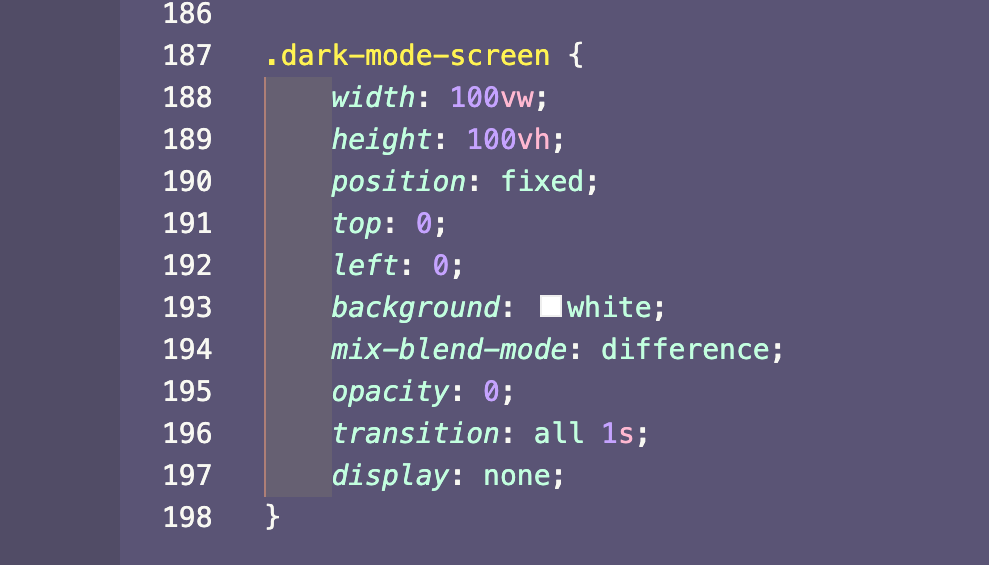 186
187 .dark-mode-screen {
188 width: 100vw;
189 height: 100vh;
190 position: fixed;
191 top: 0;
192 left: 0;
193 background: white;
194 mix-blend-mode: difference;
195 opacity: 0;
196 transition: all 1s;
197 display: none;
198 }